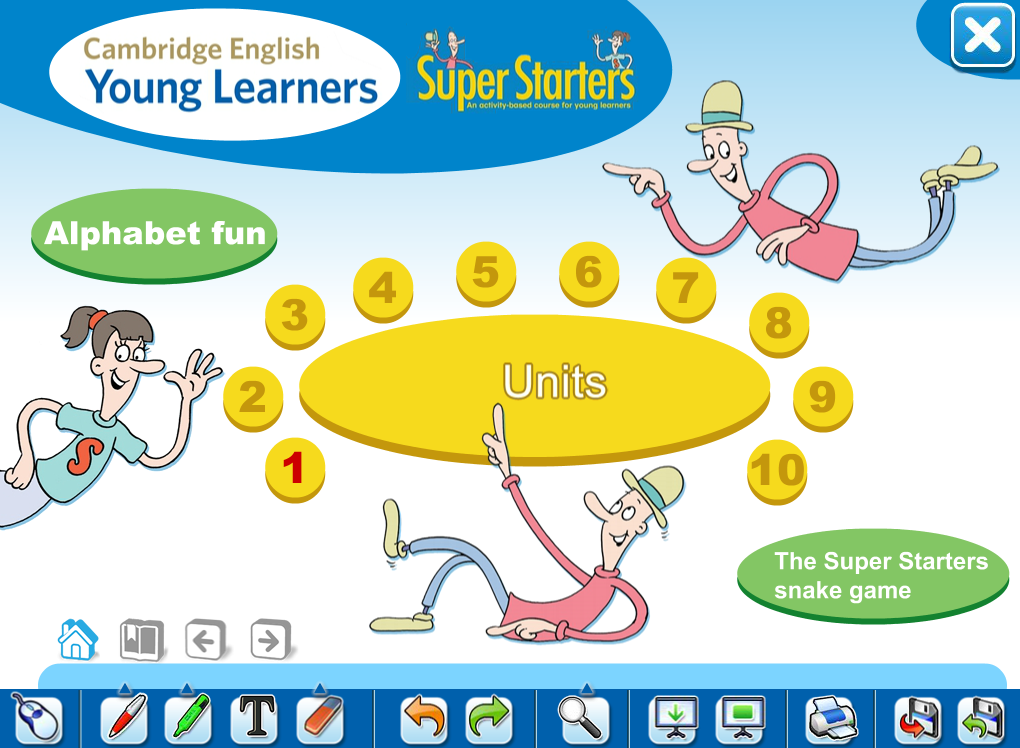 Cambridge English
Young Learners
Super Starters
An activity-based course for young learners
Alphabet fun
1
2
3
4
5
6
7
8
9
10
Units
S
The Super Starters
snake game
T